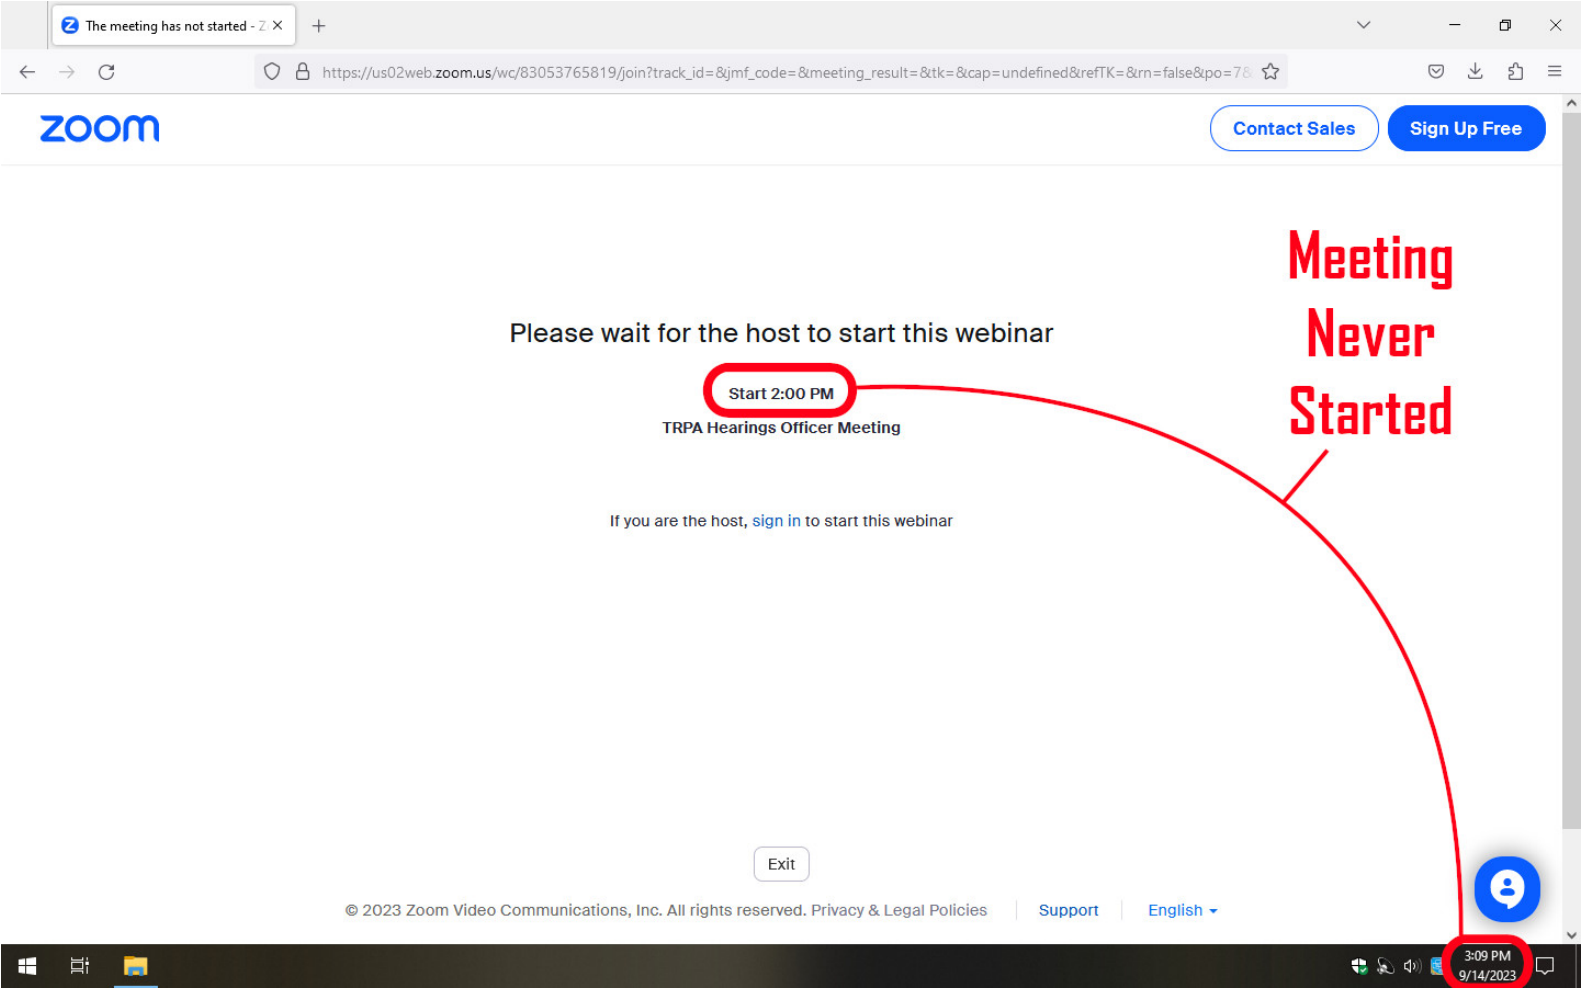 The meeting has not started - Z
https://us02web.zoom.us/wc/83053765819/join?track_id=&jmf_code=&meeting_result=&tk=&cap=undefined&refTK=&rn=false&po=7&
zoom
Contact Sales
Sign Up Free
Meeting
Never
Started
Please wait for the host to start this webinar
Start 2:00 PM
TRPA Hearings Officer Meeting
If you are the host, sign in to start this webinar
Exit
© 2023 Zoom Video Communications, Inc. All rights reserved. Privacy & Legal Policies
Support
English
3:09 PM
9/14/2023